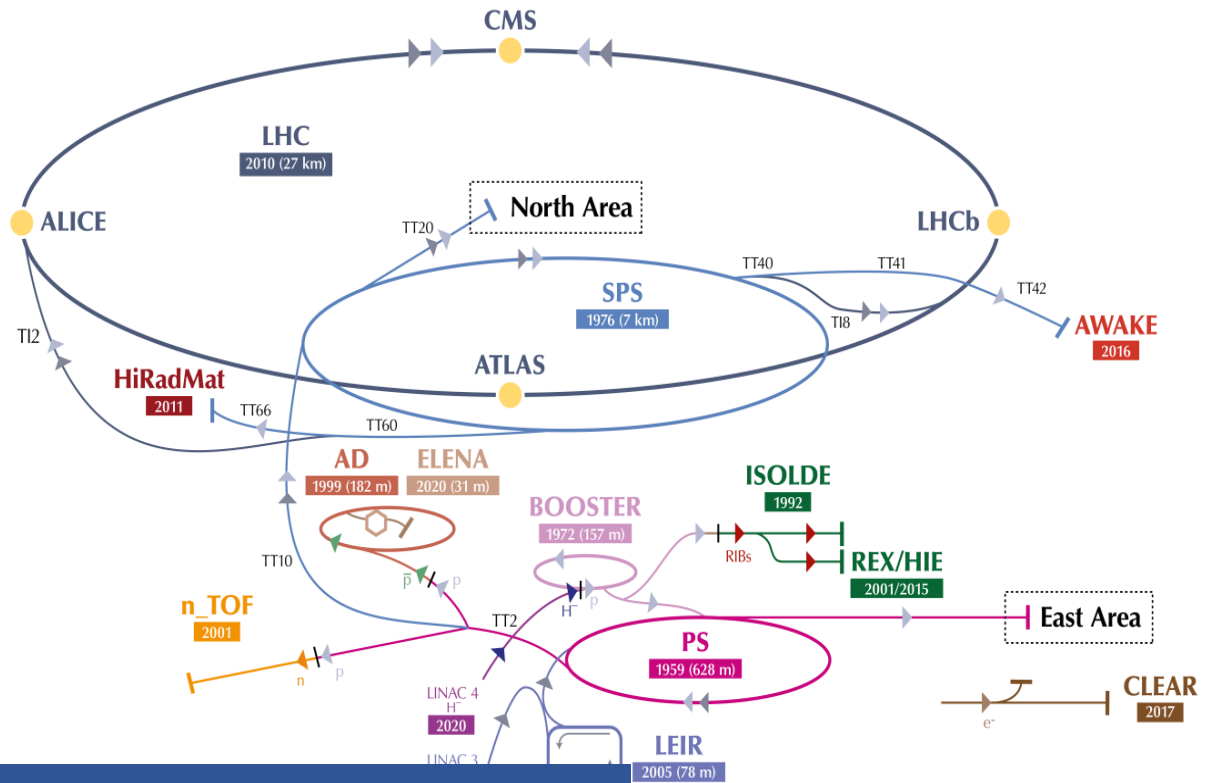 CMS
LHC
2010 (27 km)
North Area
TT20
ALICE
LHCb
TT40
TT41
TT42
SPS
1976 (7 km)
TI8
AWAKE
2016
TI2
ATLAS
HiRadMat
2011
TT66
TT60
AD
1999 (182 m)
ELENA
2020 (31 m)
ISOLDE
1992
BOOSTER
1972 (157 m)
RIBs
REX/HIE
2001/2015
TT10
p̅
p
H⁻
p
n_TOF
2001
TT2
East Area
n
p
PS
1959 (628 m)
LINAC 4
H⁻
2020
CLEAR
2017
e-
LINAC 3
LEIR
2005 (78 m)